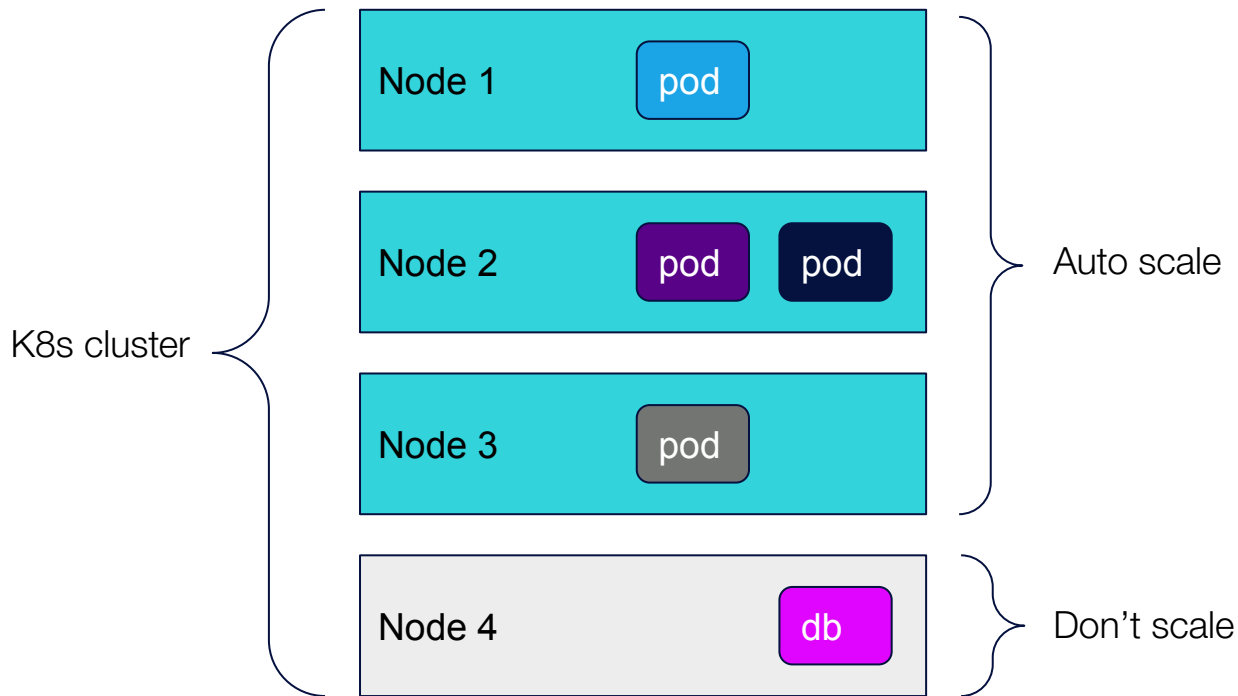 Node 1
pod
Node 2
pod
pod
Auto scale
K8s cluster
Node 3
pod
Node 4
db
Don’t scale